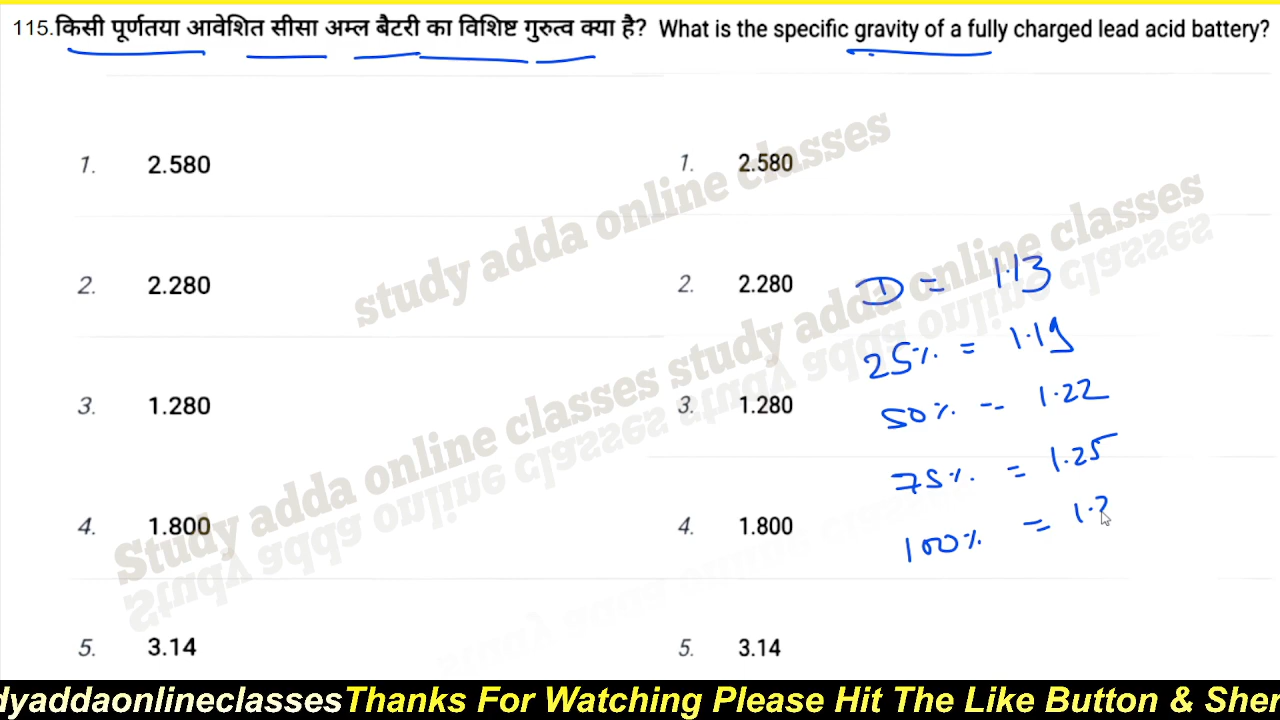 115.किसी पूर्णतया आवेशित सीसा अम्ल बैटरी का विशिष्ट गुरुत्व क्या है? What is the specific gravity of a fully charged lead acid battery?
1. 2.580 1. 2.580
2. 2.280 2. 2.280
D = 1.13
25% = 1.19
3. 1.280 3. 1.280
50% = 1.22
75% = 1.25
4. 1.800 4. 1.800
100% = 1.2
5. 3.14 5. 3.14
study adda online classes
Study adda online classes study adda online classes
dyaddaonlineclassesThanks For Watching Please Hit The Like Button & Sher